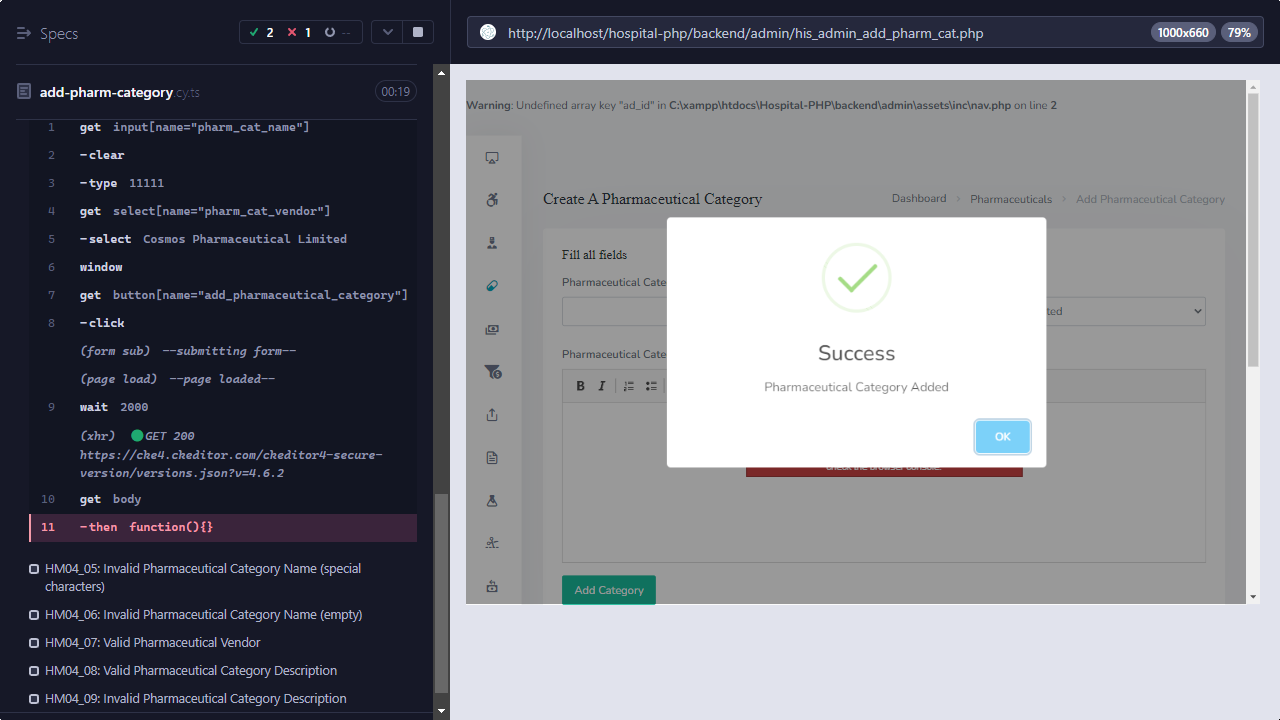 Specs
2
1
--
http://localhost/hospital-php/backend/admin/his_admin_add_pharm_cat.php
1000x660
79%
add-pharm-category.cy.ts
00:19
1 get input[name="pharm_cat_name"]
2 -clear
3 -type 11111
4 get select[name="pharm_cat_vendor"]
5 -select Cosmos Pharmaceutical Limited
6 window
7 get button[name="add_pharmaceutical_category"]
8 -click
(form sub) --submitting form--
(page load) --page loaded--
9 wait 2000
(xhr) GET 200
https://cke4.ckeditor.com/ckeditor4-secure-
version/versions.json?v=4.6.2
10 get body
11 -then function(){}
HM04_05: Invalid Pharmaceutical Category Name (special
characters)
HM04_06: Invalid Pharmaceutical Category Name (empty)
HM04_07: Valid Pharmaceutical Vendor
HM04_08: Valid Pharmaceutical Category Description
HM04_09: Invalid Pharmaceutical Category Description
Warning: Undefined array key "ad_id" in C:\xampp\htdocs\Hospital-PHP\backend\admin\assets\inc\nav.php on line 2
Create A Pharmaceutical Category
Dashboard > Pharmaceuticals > Add Pharmaceutical Category
Fill all fields
Pharmaceutical Cate
ted
Pharmaceutical Cate
B I
Success
Pharmaceutical Category Added
OK
check the browser console.
Add Category